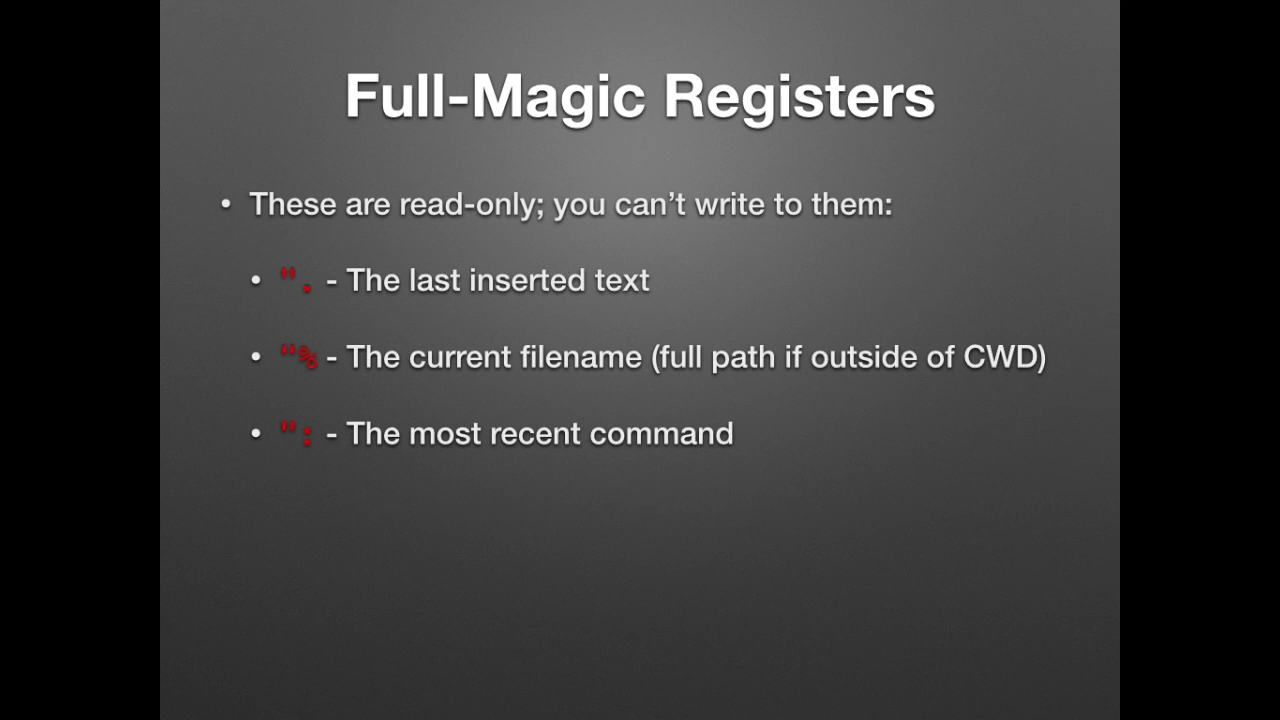 Full-Magic Registers
• These are read-only; you can’t write to them:
• ". - The last inserted text
• "% - The current filename (full path if outside of CWD)
• ": - The most recent command